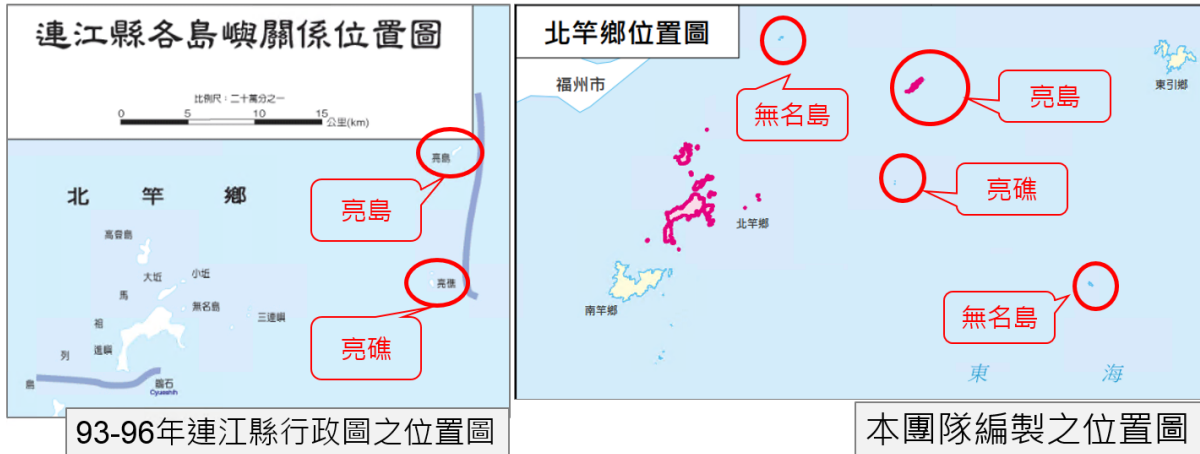 連江縣各島嶼關係位置圖
比例尺：二十萬分之一
0 5 10 15 公里(km)
亮島
亮島
北竿鄉
高登島
大坵
小坵
亮礁
馬
無名島
三連嶼
祖
亮礁
列
進嶼
島
鵲石
93-96年連江縣行政圖之位置圖
北竿鄉位置圖
福州市
無名島
亮島
東引鄉
亮礁
北竿鄉
南竿鄉
無名島
東海
本團隊編製之位置圖